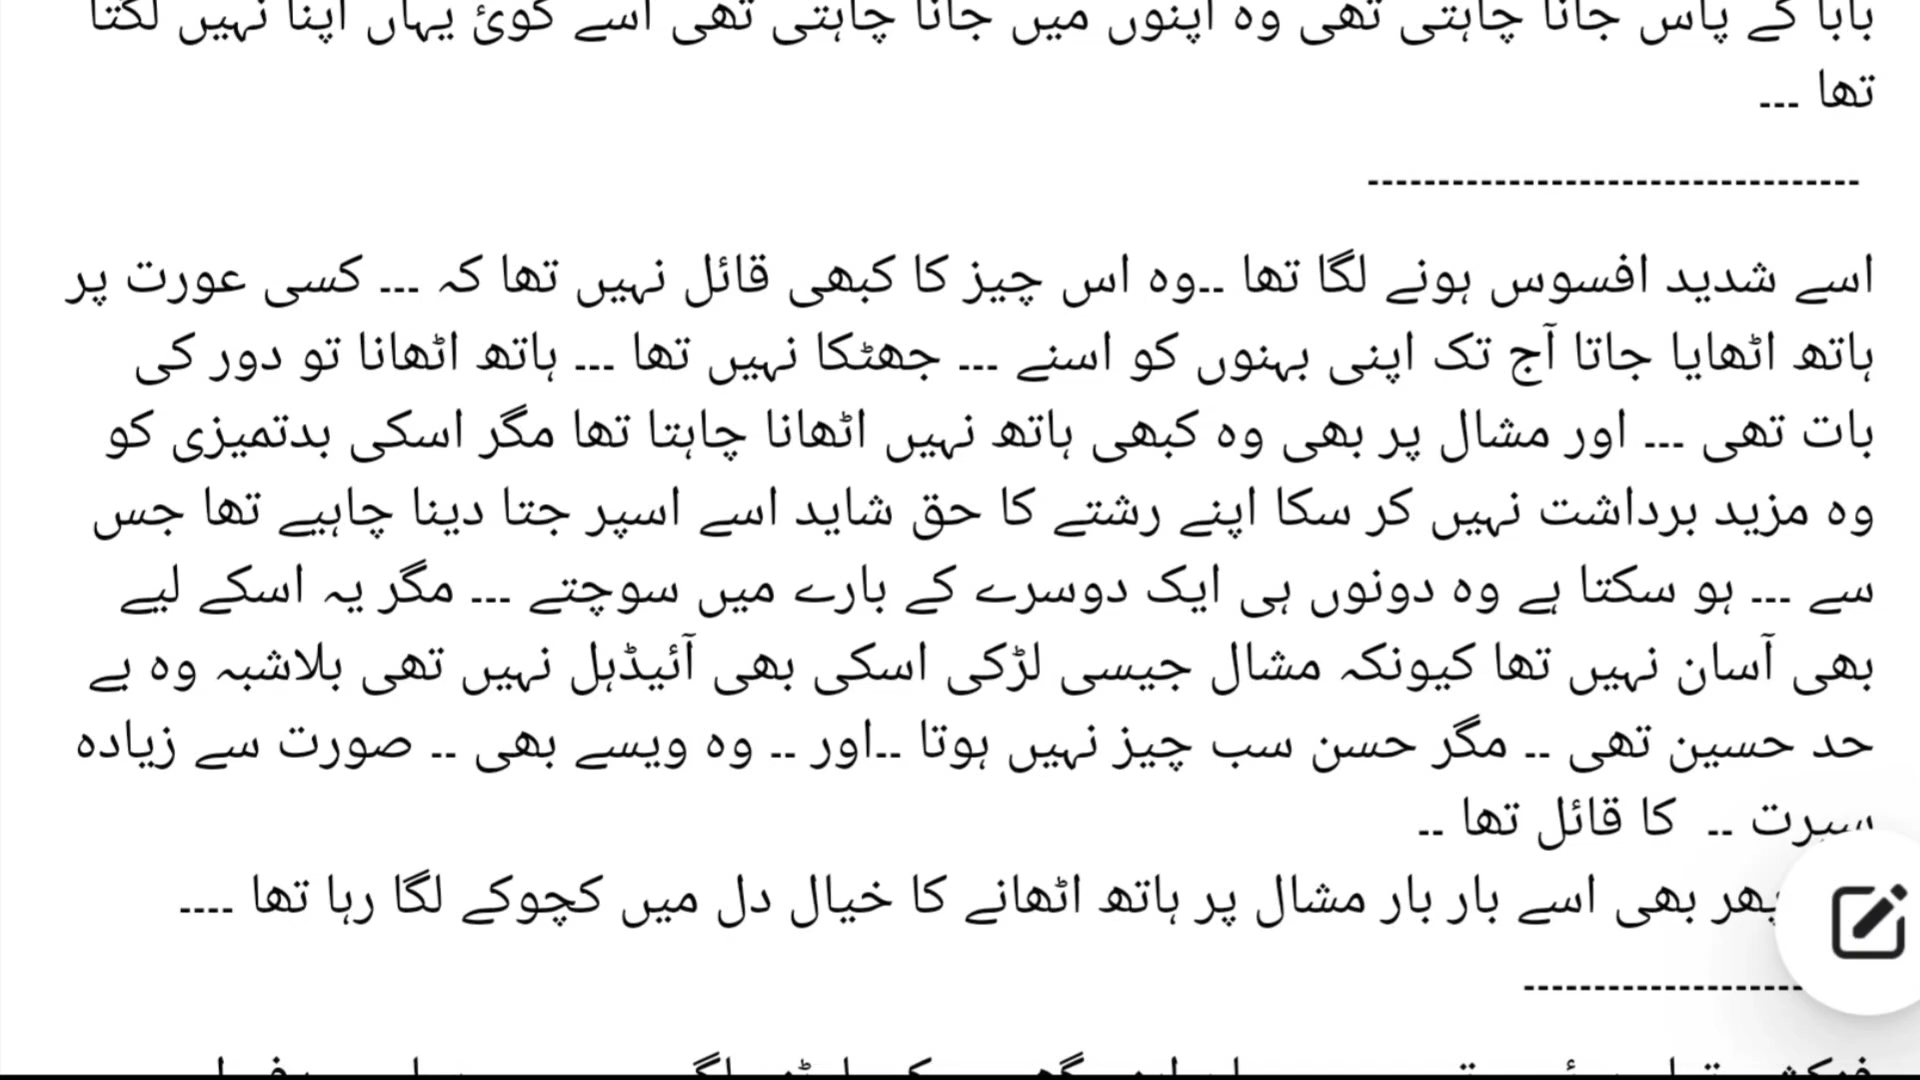 بابا کے پاس جانا چاہتی تھی وہ اپنوں میں جانا چاہتی تھی اسے کوئ یہاں اپنا نہیں لگتا
تھا ---
-----------------------------------
اسے شدید افسوس ہونے لگا تھا --وہ اس چیز کا کبھی قائل نہیں تھا کہ --- کسی عورت پر
ہاتھ اٹھایا جاتا آج تک اپنی بہنوں کو اسنے --- جھٹکا نہیں تھا --- ہاتھ اٹھانا تو دور کی
بات تھی --- اور مشال پر بھی وہ کبھی ہاتھ نہیں اٹھانا چاہتا تھا مگر اسکی بدتمیزی کو
وہ مزید برداشت نہیں کر سکا اپنے رشتے کا حق شاید اسے اسپر جتا دینا چاہیے تھا جس
سے --- ہو سکتا ہے وہ دونوں ہی ایک دوسرے کے بارے میں سوچتے --- مگر یہ اسکے لیے
بھی آسان نہیں تھا کیونکہ مشال جیسی لڑکی اسکی بھی آئیڈہل نہیں تھی بلاشبہ وہ بے
حد حسین تھی -- مگر حسن سب چیز نہیں ہوتا --اور -- وہ ویسے بھی -- صورت سے زیادہ
سیرت -- کا قائل تھا --
پھر بھی اسے بار بار مشال پر ہاتھ اٹھانے کا خیال دل میں کچوکے لگا رہا تھا ----
--------------------